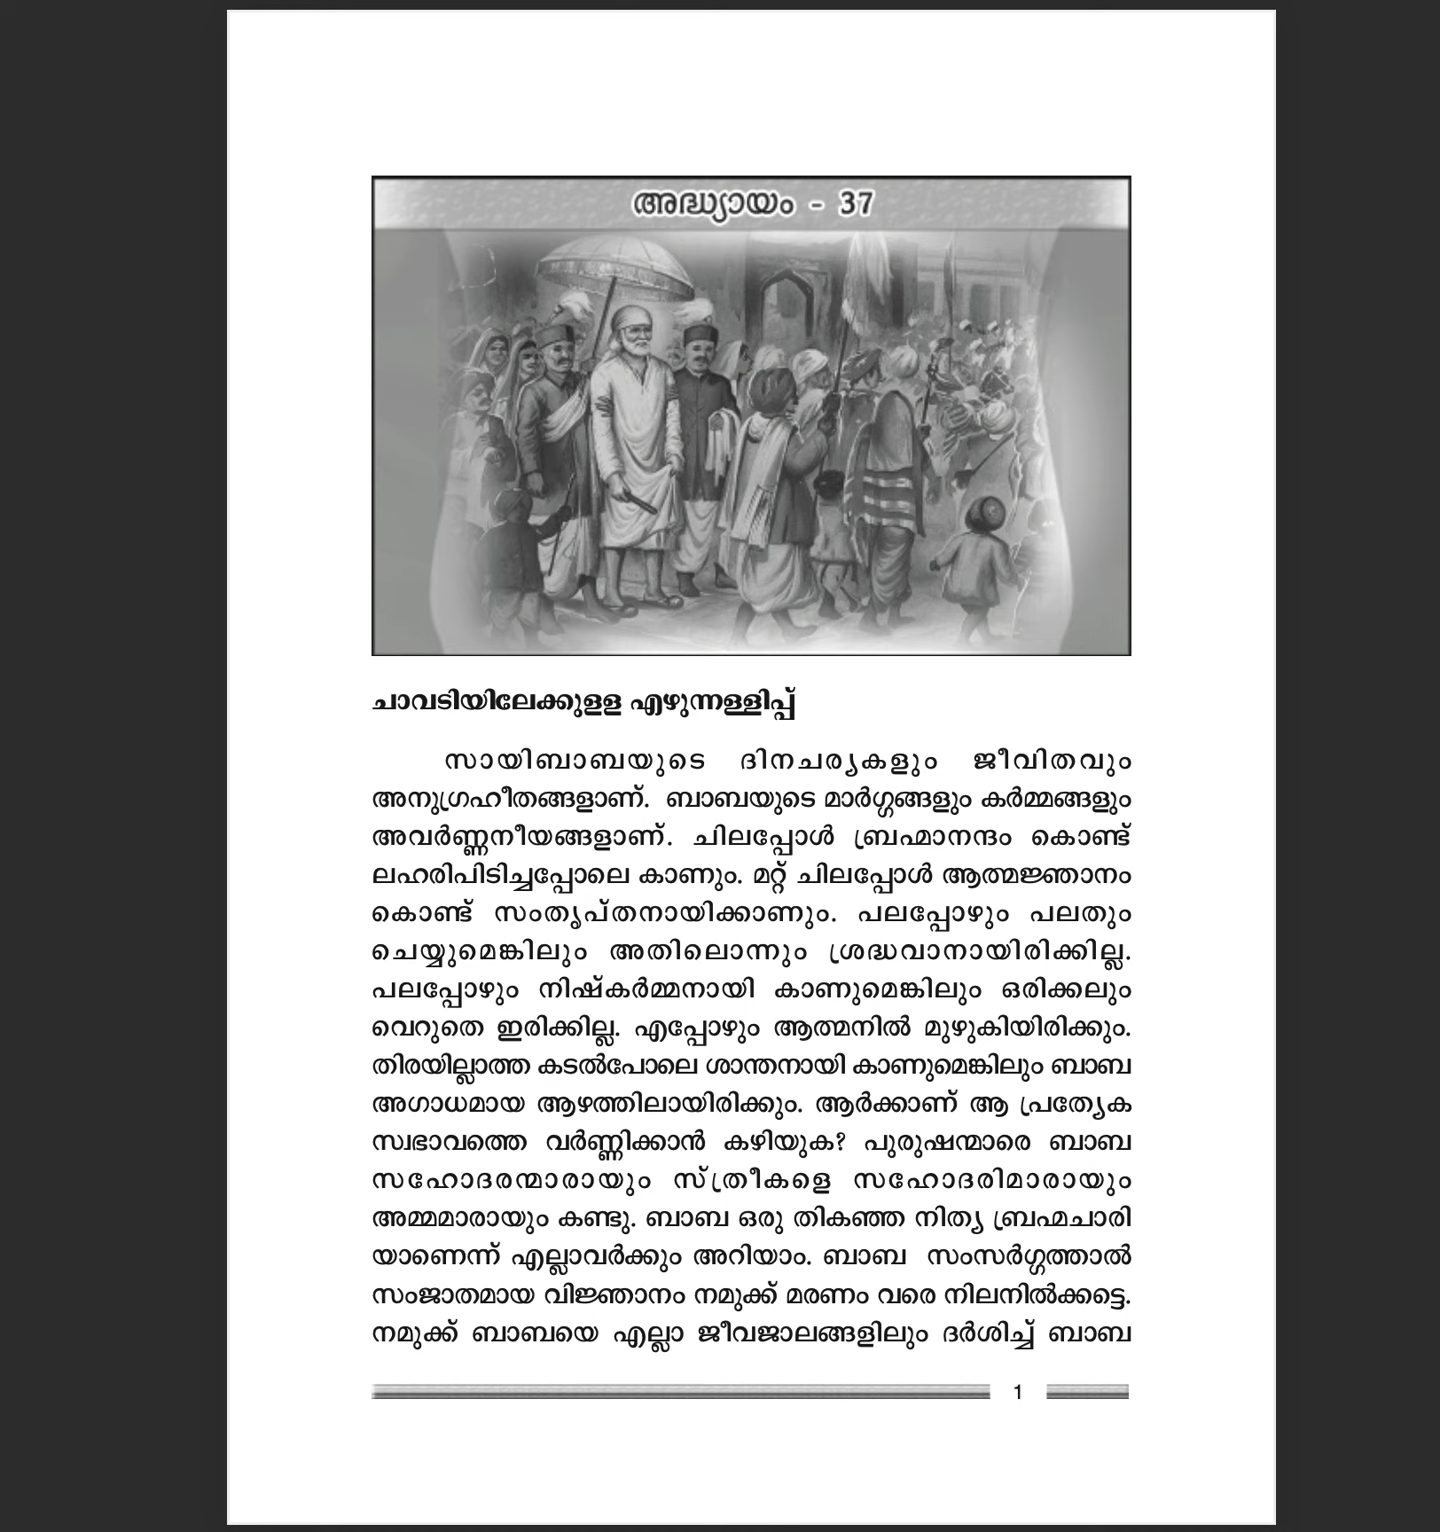 അദ്ധ്യായം - 37
ചാവടിയിലേക്കുളള എഴുന്നള്ളിപ്പ്
സായിബാബയുടെ ദിനചര്യകളും ജീവിതവും
അനുഗ്രഹീതങ്ങളാണ്. ബാബയുടെ മാർഗ്ഗങ്ങളും കർമ്മങ്ങളും
അവർണ്ണനീയങ്ങളാണ്. ചിലപ്പോൾ ബ്രഹ്മാനന്ദം കൊണ്ട്
ലഹരിപിടിച്ചപ്പോലെ കാണും. മറ്റ് ചിലപ്പോൾ ആത്മജ്ഞാനം
കൊണ്ട് സംതൃപ്തനായിക്കാണും. പലപ്പോഴും പലതും
ചെയ്യുമെങ്കിലും അതിലൊന്നും ശ്രദ്ധവാനായിരിക്കില്ല.
പലപ്പോഴും നിഷ്കർമ്മനായി കാണുമെങ്കിലും ഒരിക്കലും
വെറുതെ ഇരിക്കില്ല. എപ്പോഴും ആത്മനിൽ മുഴുകിയിരിക്കും.
തിരയില്ലാത്ത കടൽപോലെ ശാന്തനായി കാണുമെങ്കിലും ബാബ
അഗാധമായ ആഴത്തിലായിരിക്കും. ആർക്കാണ് ആ പ്രത്യേക
സ്വഭാവത്തെ വർണ്ണിക്കാൻ കഴിയുക? പുരുഷന്മാരെ ബാബ
സഹോദരന്മാരായും സ്ത്രീകളെ സഹോദരിമാരായും
അമ്മമാരായും കണ്ടു. ബാബ ഒരു തികഞ്ഞ നിത്യ ബ്രഹ്മചാരി
യാണെന്ന് എല്ലാവർക്കും അറിയാം. ബാബ സംസർഗ്ഗത്താൽ
സംജാതമായ വിജ്ഞാനം നമുക്ക് മരണം വരെ നിലനിൽക്കട്ടെ.
നമുക്ക് ബാബയെ എല്ലാ ജീവജാലങ്ങളിലും ദർശിച്ച് ബാബ
1